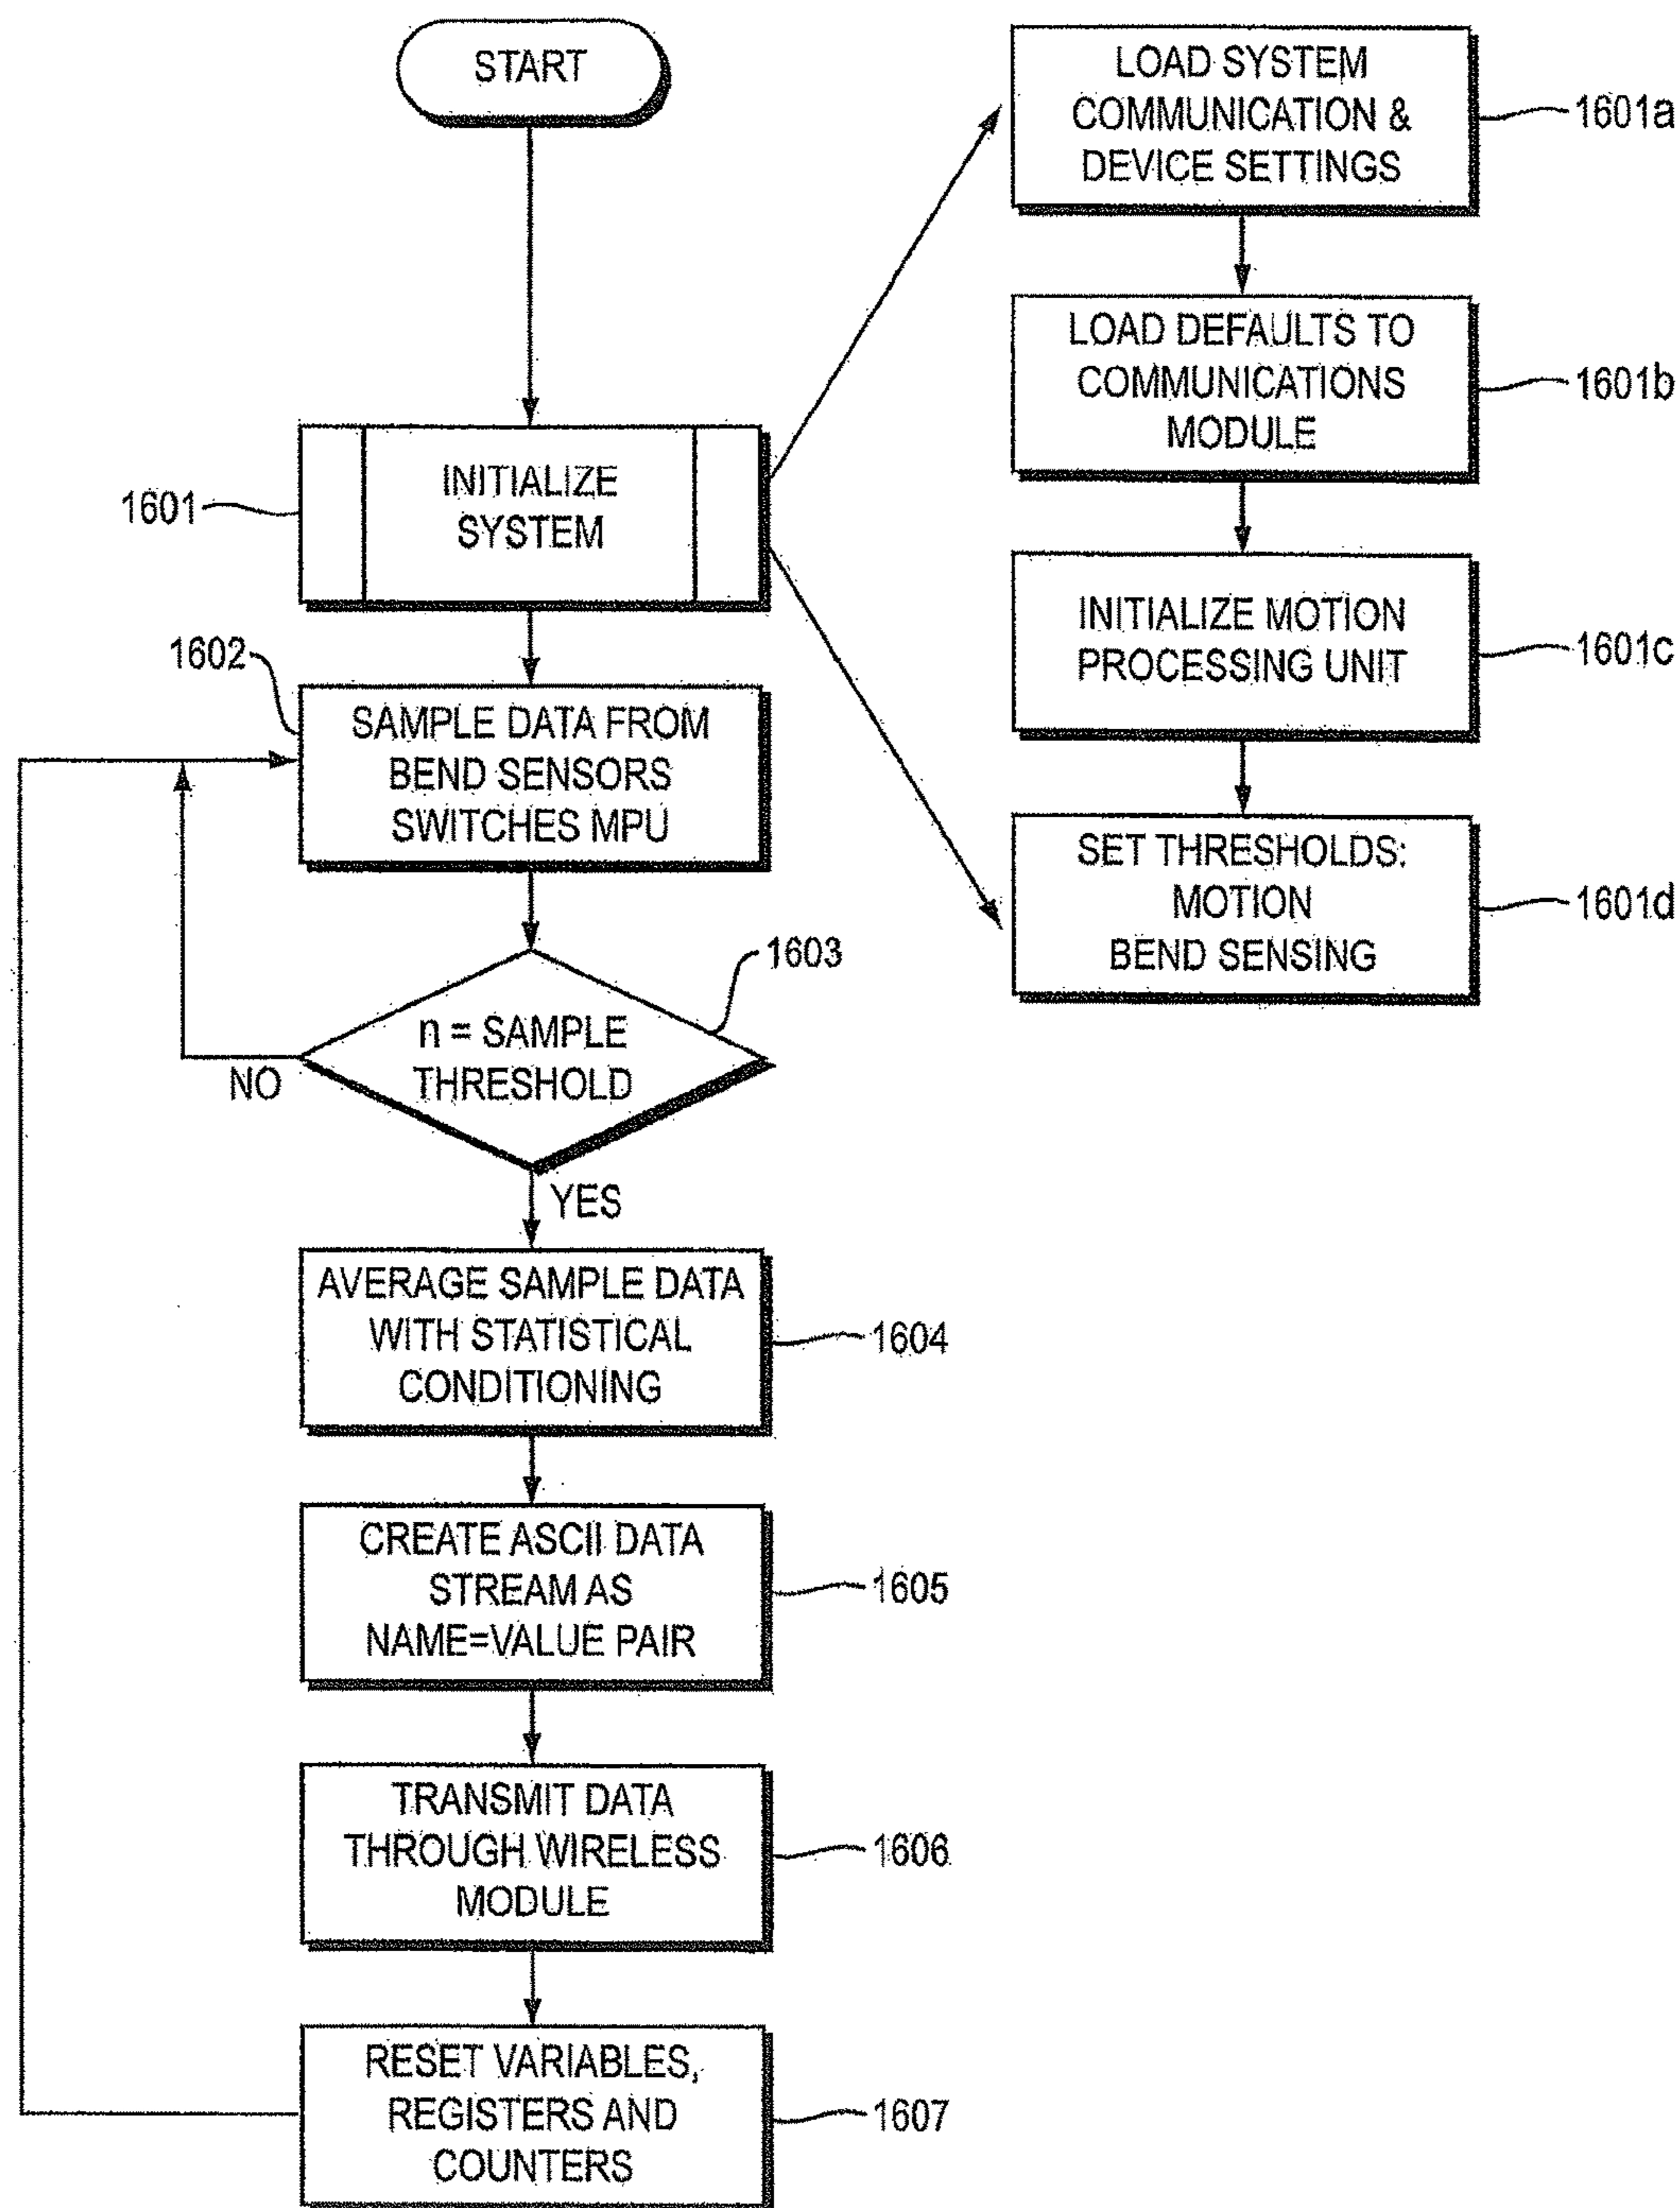 START
1601
INITIALIZE
SYSTEM
1602
SAMPLE DATA FROM
BEND SENSORS
SWITCHES MPU
1603
n = SAMPLE
THRESHOLD
NO
YES
AVERAGE SAMPLE DATA
WITH STATISTICAL
CONDITIONING
1604
CREATE ASCII DATA
STREAM AS
NAME=VALUE PAIR
1605
TRANSMIT DATA
THROUGH WIRELESS
MODULE
1606
RESET VARIABLES,
REGISTERS AND
COUNTERS
1607
LOAD SYSTEM
COMMUNICATION &
DEVICE SETTINGS
1601a
LOAD DEFAULTS TO
COMMUNICATIONS
MODULE
1601b
INITIALIZE MOTION
PROCESSING UNIT
1601c
SET THRESHOLDS:
MOTION
BEND SENSING
1601d